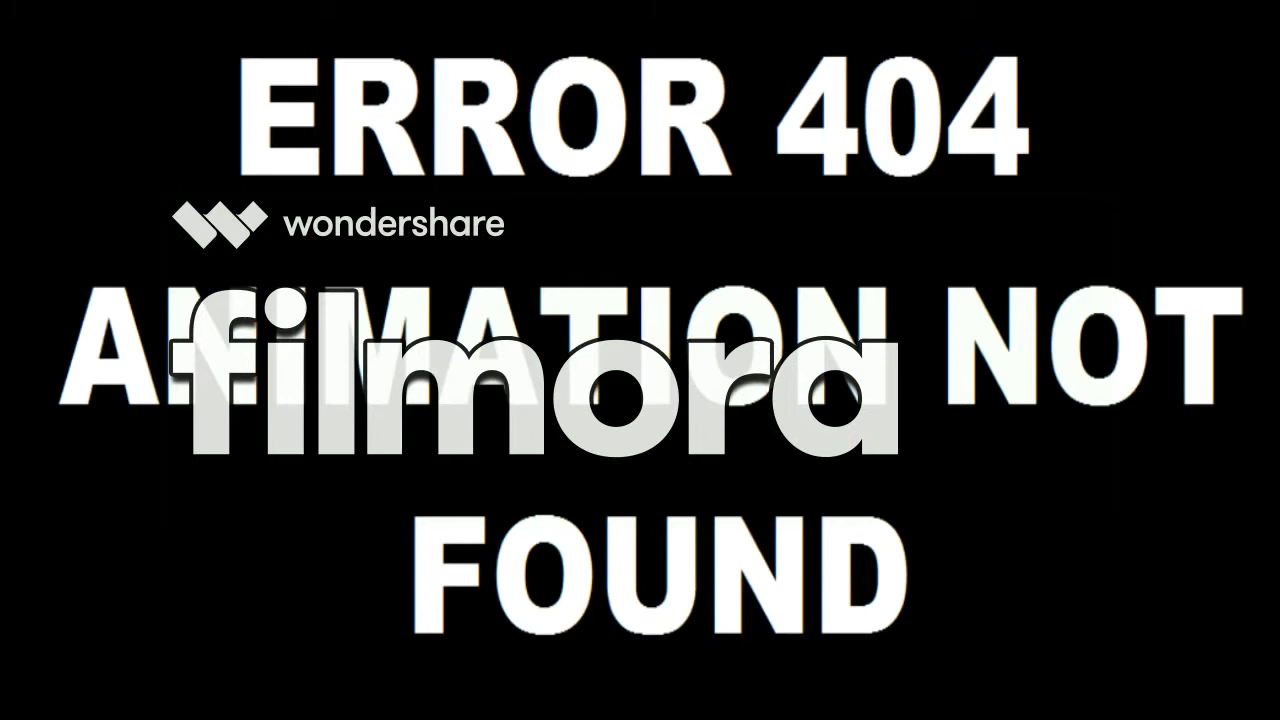 ERROR 404
wondershare
ANIMATION NOT
filmora
FOUND